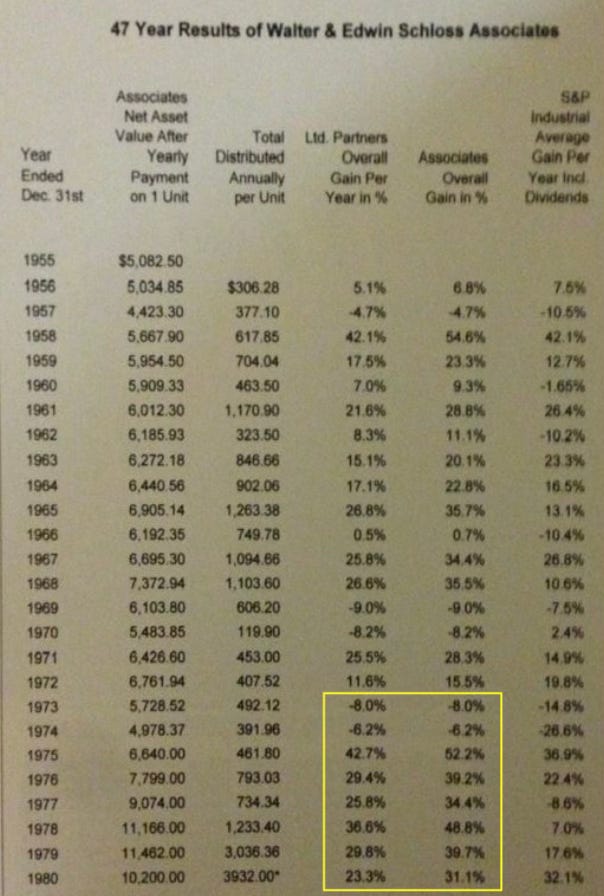 47 Year Results of Walter & Edwin Schloss Associates
Associates S&P
Net Asset Industrial
Value After Total Ltd. Partners Average
Year Yearly Distributed Overall Associates Gain Per
Ended Payment Annually Gain Per Overall Year Incl.
Dec. 31st on 1 Unit per Unit Year in % Gain in % Dividends
1955 $5,082.50
1956 5,034.85 $306.28 5.1% 6.8% 7.5%
1957 4,423.30 377.10 -4.7% -4.7% -10.5%
1958 5,667.90 617.85 42.1% 54.6% 42.1%
1959 5,954.50 704.04 17.5% 23.3% 12.7%
1960 5,909.33 463.50 7.0% 9.3% -1.65%
1961 6,012.30 1,170.90 21.6% 28.8% 26.4%
1962 6,185.93 323.50 8.3% 11.1% -10.2%
1963 6,272.18 846.66 15.1% 20.1% 23.3%
1964 6,440.56 902.06 17.1% 22.8% 16.5%
1965 6,905.14 1,263.38 26.8% 35.7% 13.1%
1966 6,192.35 749.78 0.5% 0.7% -10.4%
1967 6,695.30 1,094.66 25.8% 34.4% 26.8%
1968 7,372.94 1,103.60 26.6% 35.5% 10.6%
1969 6,103.80 606.20 -9.0% -9.0% -7.5%
1970 5,483.85 119.90 -8.2% -8.2% 2.4%
1971 6,426.60 453.00 25.5% 28.3% 14.9%
1972 6,761.94 407.52 11.6% 15.5% 19.8%
1973 5,728.52 492.12 -8.0% -8.0% -14.8%
1974 4,978.37 391.96 -6.2% -6.2% -26.6%
1975 6,640.00 461.80 42.7% 52.2% 36.9%
1976 7,799.00 793.03 29.4% 39.2% 22.4%
1977 9,074.00 734.34 25.8% 34.4% -8.6%
1978 11,166.00 1,233.40 36.6% 48.8% 7.0%
1979 11,462.00 3,036.36 29.8% 39.7% 17.6%
1980 10,200.00 3932.00* 23.3% 31.1% 32.1%